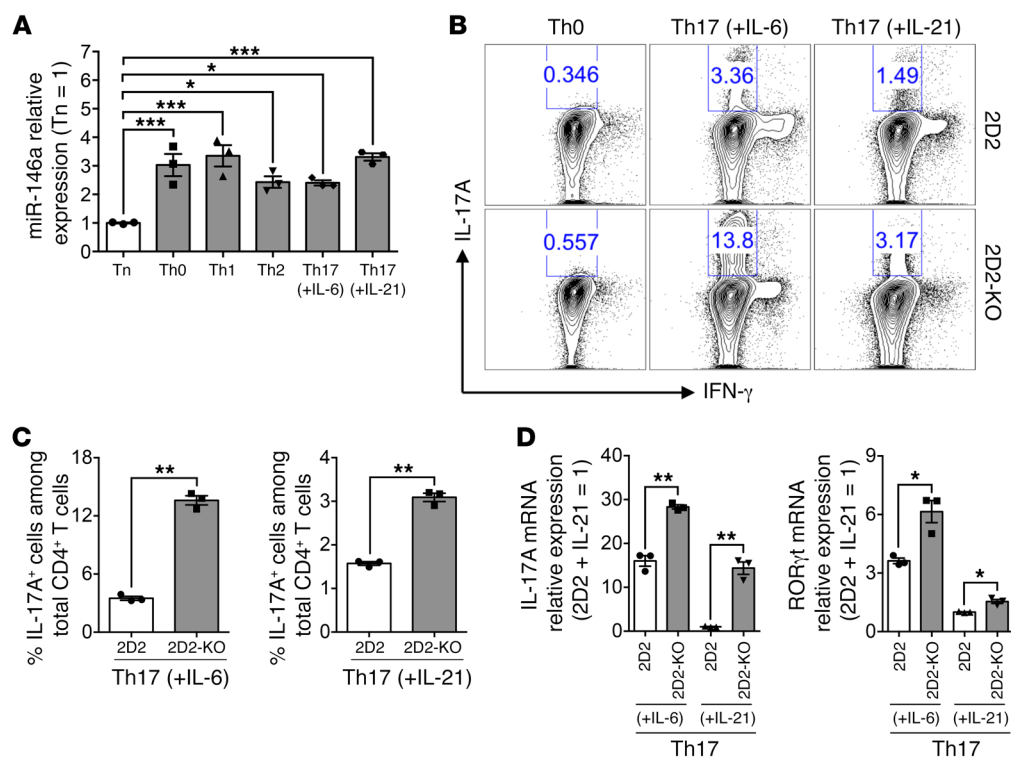 A
miR-146a relative
expression (Tn = 1)
7
6
5
4
3
2
1
0
***
*
*
***
***
Tn
Th0
Th1
Th2
Th17
(+IL-6)
Th17
(+IL-21)
B
Th0
Th17 (+IL-6)
Th17 (+IL-21)
0.346
3.36
1.49
2D2
0.557
13.8
3.17
2D2-KO
IL-17A
IFN-γ
C
% IL-17A⁺ cells among
total CD4⁺ T cells
18
12
6
0
**
2D2
2D2-KO
Th17 (+IL-6)
% IL-17A⁺ cells among
total CD4⁺ T cells
4
3
2
1
0
**
2D2
2D2-KO
Th17 (+IL-21)
D
IL-17A mRNA
relative expression
(2D2 + IL-21 = 1)
40
30
20
10
0
**
**
2D2
2D2-KO
2D2
2D2-KO
(+IL-6)
(+IL-21)
Th17
RORγt mRNA
relative expression
(2D2 + IL-21 = 1)
9
6
3
0
*
*
2D2
2D2-KO
2D2
2D2-KO
(+IL-6)
(+IL-21)
Th17